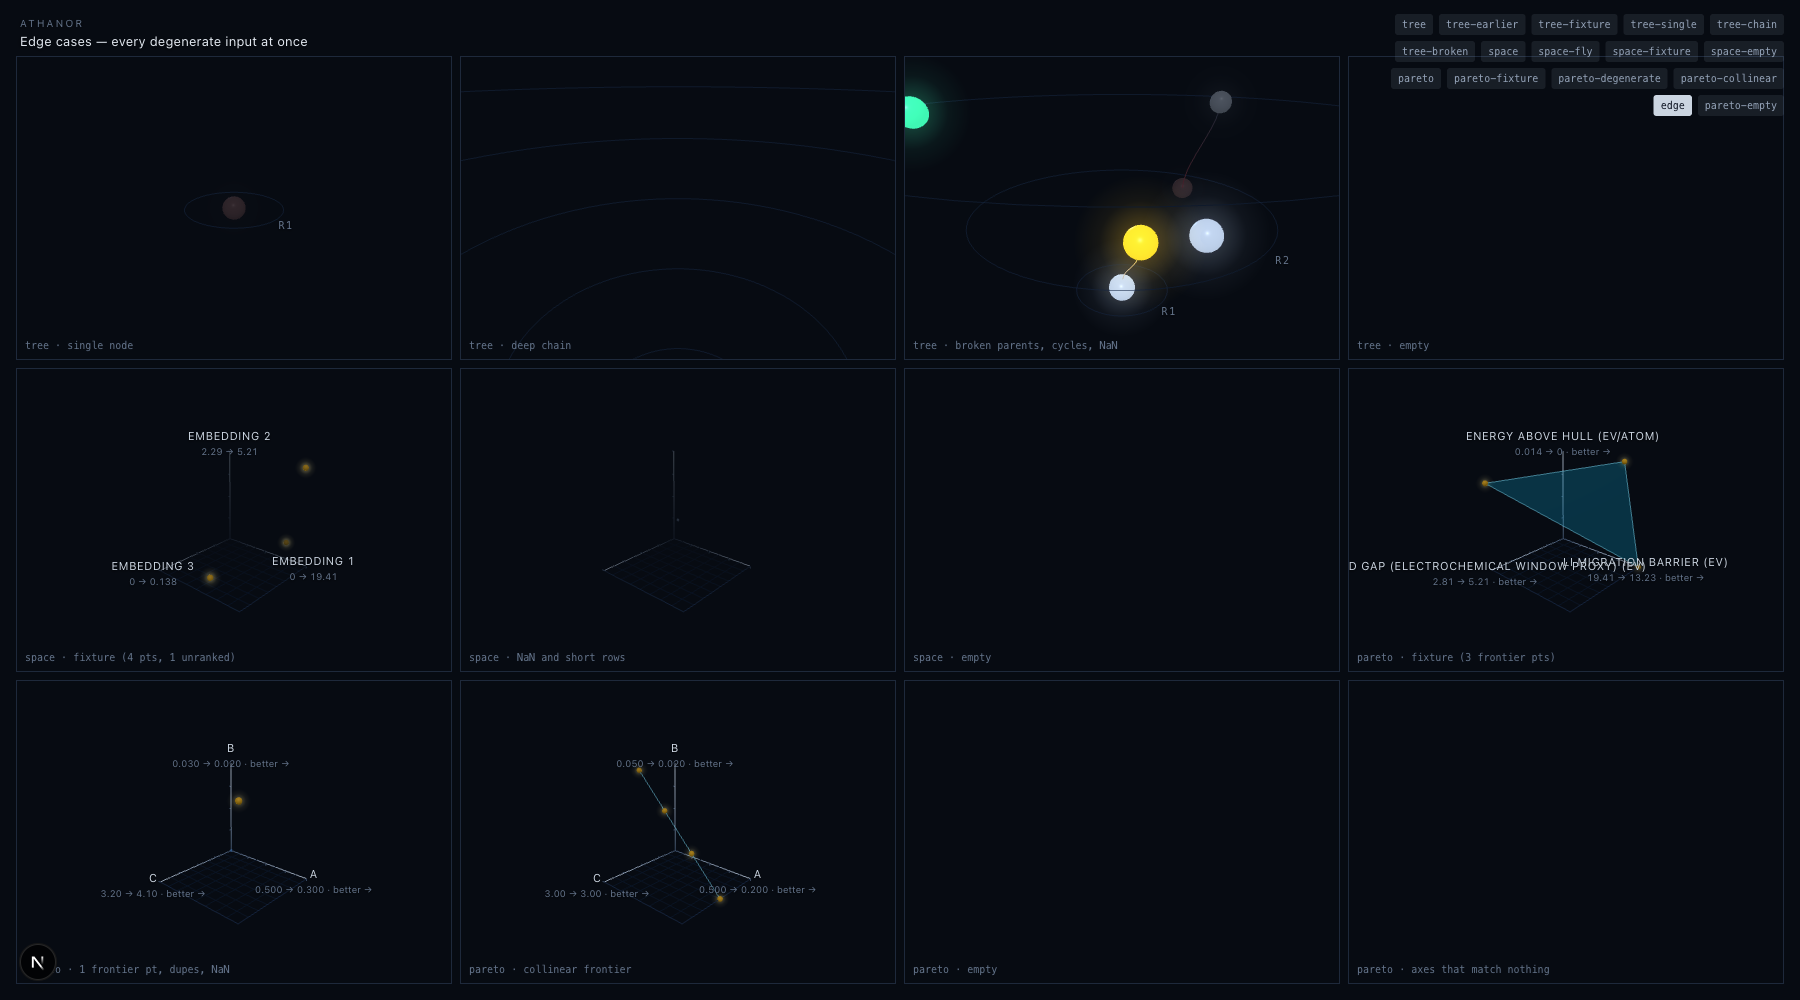 ATHANOR
Edge cases — every degenerate input at once
tree tree-earlier tree-fixture tree-single tree-chain
tree-broken space space-fly space-fixture space-empty
pareto pareto-fixture pareto-degenerate pareto-collinear
edge pareto-empty
R1
tree · single node
tree · deep chain
R2
R1
tree · broken parents, cycles, NaN
tree · empty
EMBEDDING 2
2.29 → 5.21
EMBEDDING 1
0 → 19.41
EMBEDDING 3
0 → 0.138
space · fixture (4 pts, 1 unranked)
space · NaN and short rows
space · empty
ENERGY ABOVE HULL (EV/ATOM)
0.014 → 0 · better →
LI MIGRATION BARRIER (EV)
19.41 → 13.23 · better →
D GAP (ELECTROCHEMICAL WINDOW PROXY) (EV)
2.81 → 5.21 · better →
pareto · fixture (3 frontier pts)
B
0.030 → 0.020 · better →
A
0.500 → 0.300 · better →
C
3.20 → 4.10 · better →
N
o · 1 frontier pt, dupes, NaN
B
0.050 → 0.020 · better →
A
0.500 → 0.200 · better →
C
3.00 → 3.00 · better →
pareto · collinear frontier
pareto · empty
pareto · axes that match nothing